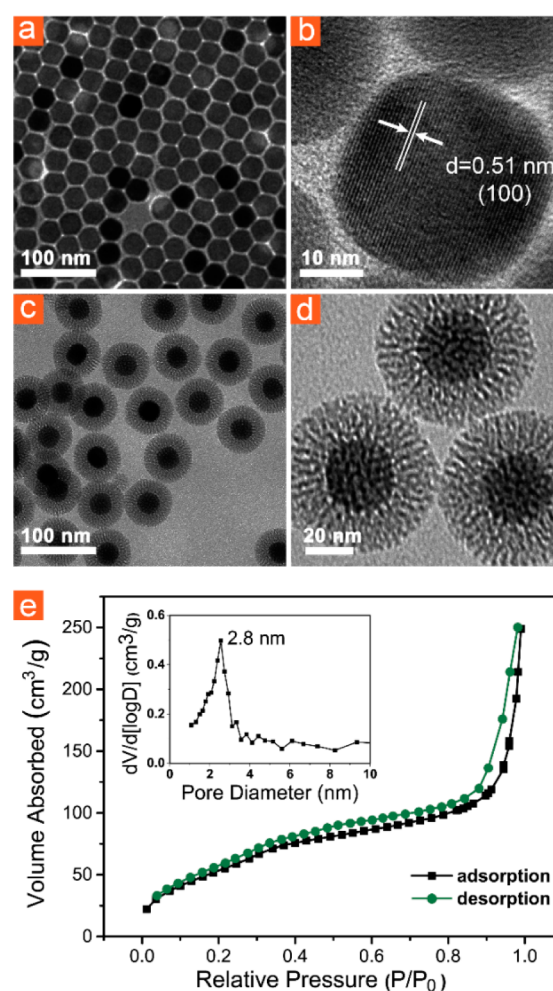 a
b
d=0.51 nm
(100)
100 nm
10 nm
c
d
100 nm
20 nm
e
Volume Absorbed (cm³/g)
250
200
150
100
50
0
0.0 0.2 0.4 0.6 0.8 1.0
Relative Pressure (P/P₀)
dV/d[logD] (cm³/g)
0.6
0.4
0.2
0.0
0 2 4 6 8 10
Pore Diameter (nm)
2.8 nm
adsorption
desorption